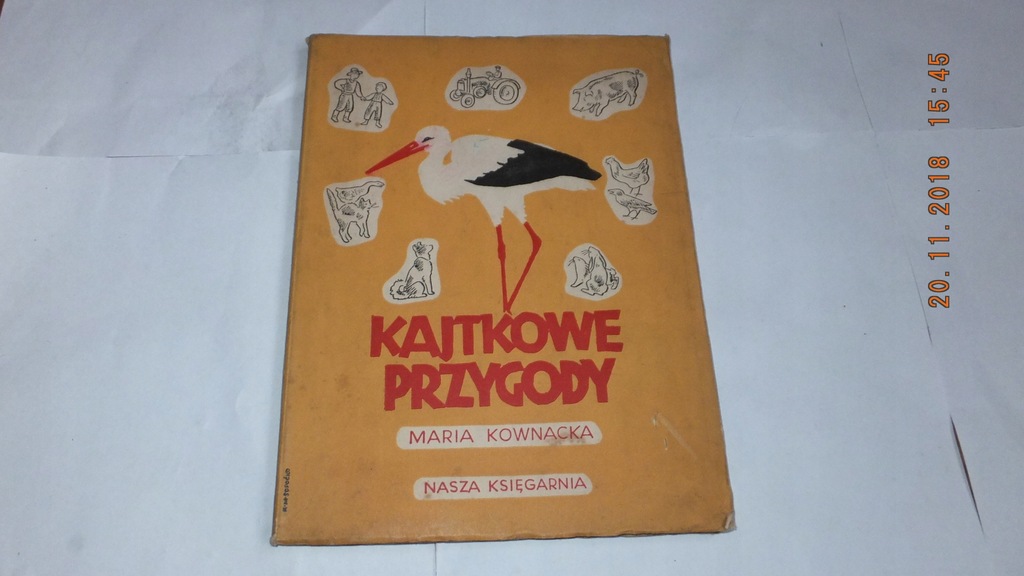 KAJTKOWE
PRZYGODY
MARIA KOWNACKA
NASZA KSIĘGARNIA
20.11.2018 15:45